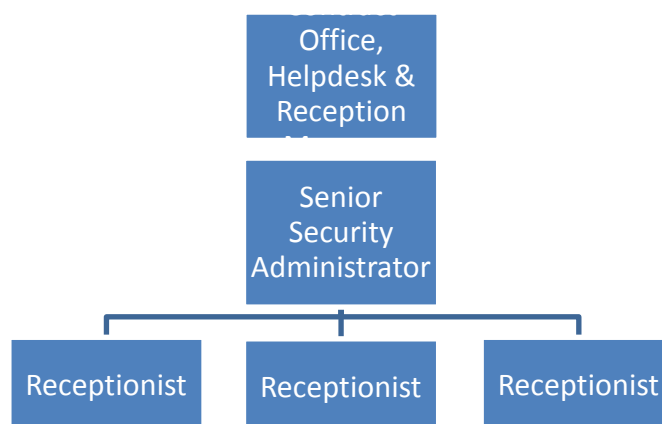 Office,
Helpdesk &
Reception
Senior
Security
Administrator
Receptionist
Receptionist
Receptionist